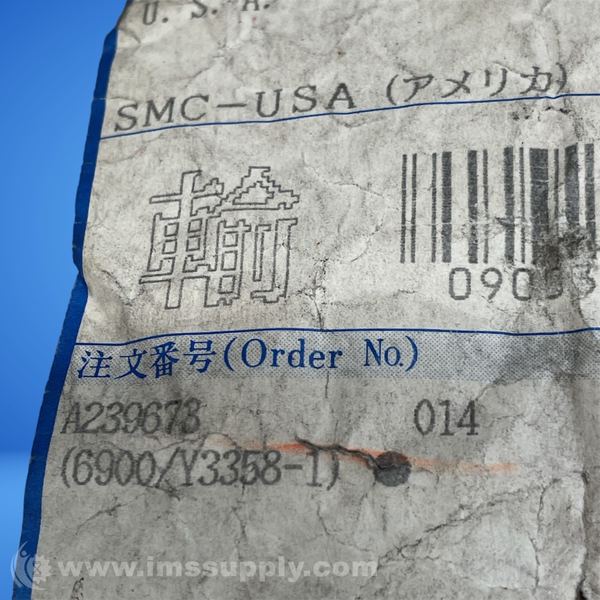 U. S. A.
SMC-USA (アメリカ)
輸
注文番号(Order No.)
A239673 014
(6900/Y3358-1)
www.imssupply.com